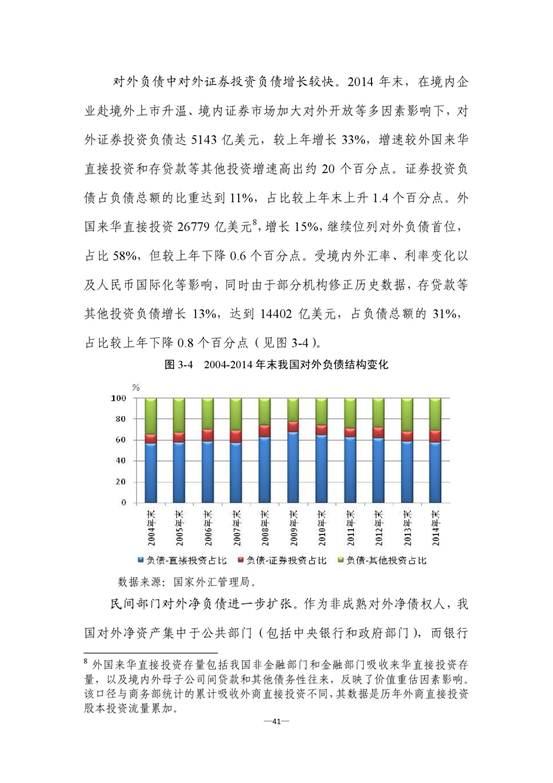 对外负债中对外证券投资负债增长较快。2014 年末，在境内企
业赴境外上市升温、境内证券市场加大对外开放等多因素影响下，对
外证券投资负债达 5143 亿美元，较上年增长 33%，增速较外国来华
直接投资和存贷款等其他投资增速高出约 20 个百分点。证券投资负
债占负债总额的比重达到 11%，占比较上年末上升 1.4 个百分点。外
国来华直接投资 26779 亿美元8，增长 15%，继续位列对外负债首位，
占比 58%，但较上年下降 0.6 个百分点。受境内外汇率、利率变化以
及人民币国际化等影响，同时由于部分机构修正历史数据，存贷款等
其他投资负债增长 13%，达到 14402 亿美元，占负债总额的 31%，
占比较上年下降 0.8 个百分点（见图 3-4）。
图 3-4 2004-2014 年末我国对外负债结构变化
%
100
80
60
40
20
0
2004年末 2005年末 2006年末 2007年末 2008年末 2009年末 2010年末 2011年末 2012年末 2013年末 2014年末
负债-直接投资占比 负债-证券投资占比 负债-其他投资占比
数据来源：国家外汇管理局。
民间部门对外净负债进一步扩张。作为非成熟对外净债权人，我
国对外净资产集中于公共部门（包括中央银行和政府部门），而银行
8 外国来华直接投资存量包括我国非金融部门和金融部门吸收来华直接投资存
量，以及境内外母子公司间贷款和其他债务性往来，反映了价值重估因素影响。
该口径与商务部统计的累计吸收外商直接投资不同，其数据是历年外商直接投资
股本投资流量累加。
—41—